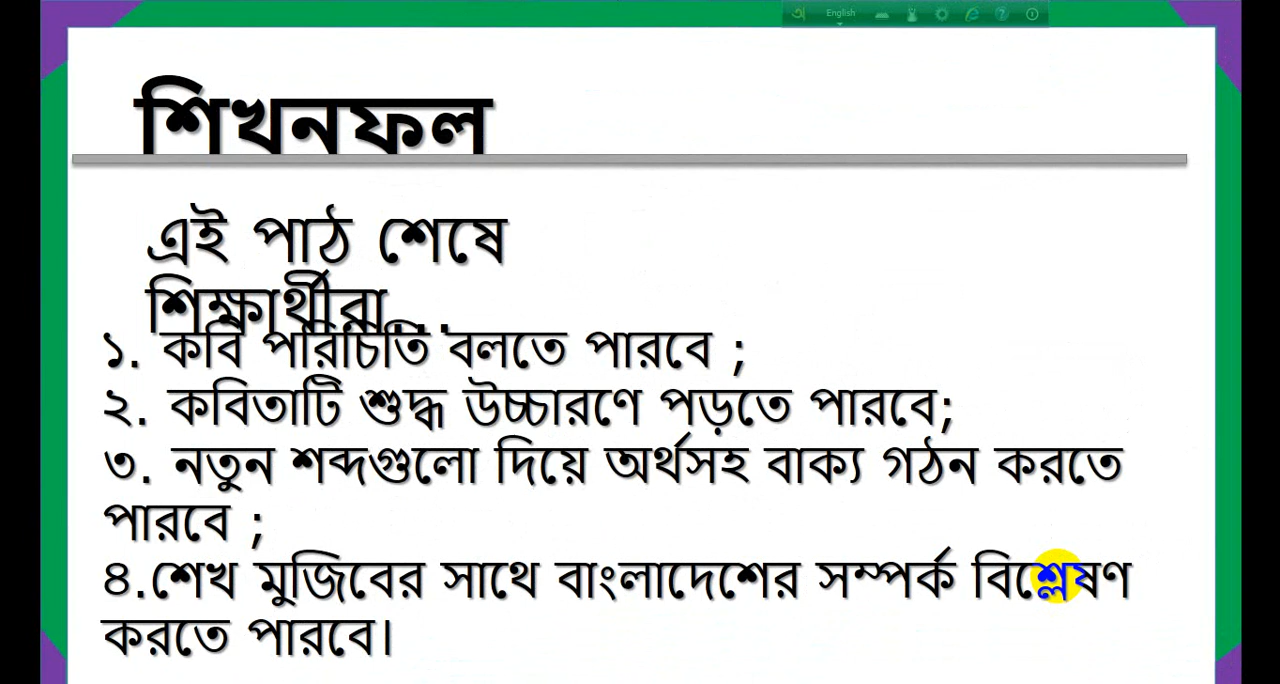 English
শিখনফল
এই পাঠ শেষে
শিক্ষার্থীরা...
১. কবি পরিচিতি বলতে পারবে ;
২. কবিতাটি শুদ্ধ উচ্চারণে পড়তে পারবে;
৩. নতুন শব্দগুলো দিয়ে অর্থসহ বাক্য গঠন করতে
পারবে ;
৪.শেখ মুজিবের সাথে বাংলাদেশের সম্পর্ক বিশ্লেষণ
করতে পারবে।